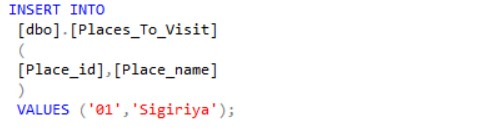 INSERT INTO
[dbo].[Places_To_Visit]
(
[Place_id],[Place_name]
)
VALUES ('01','Sigiriya');